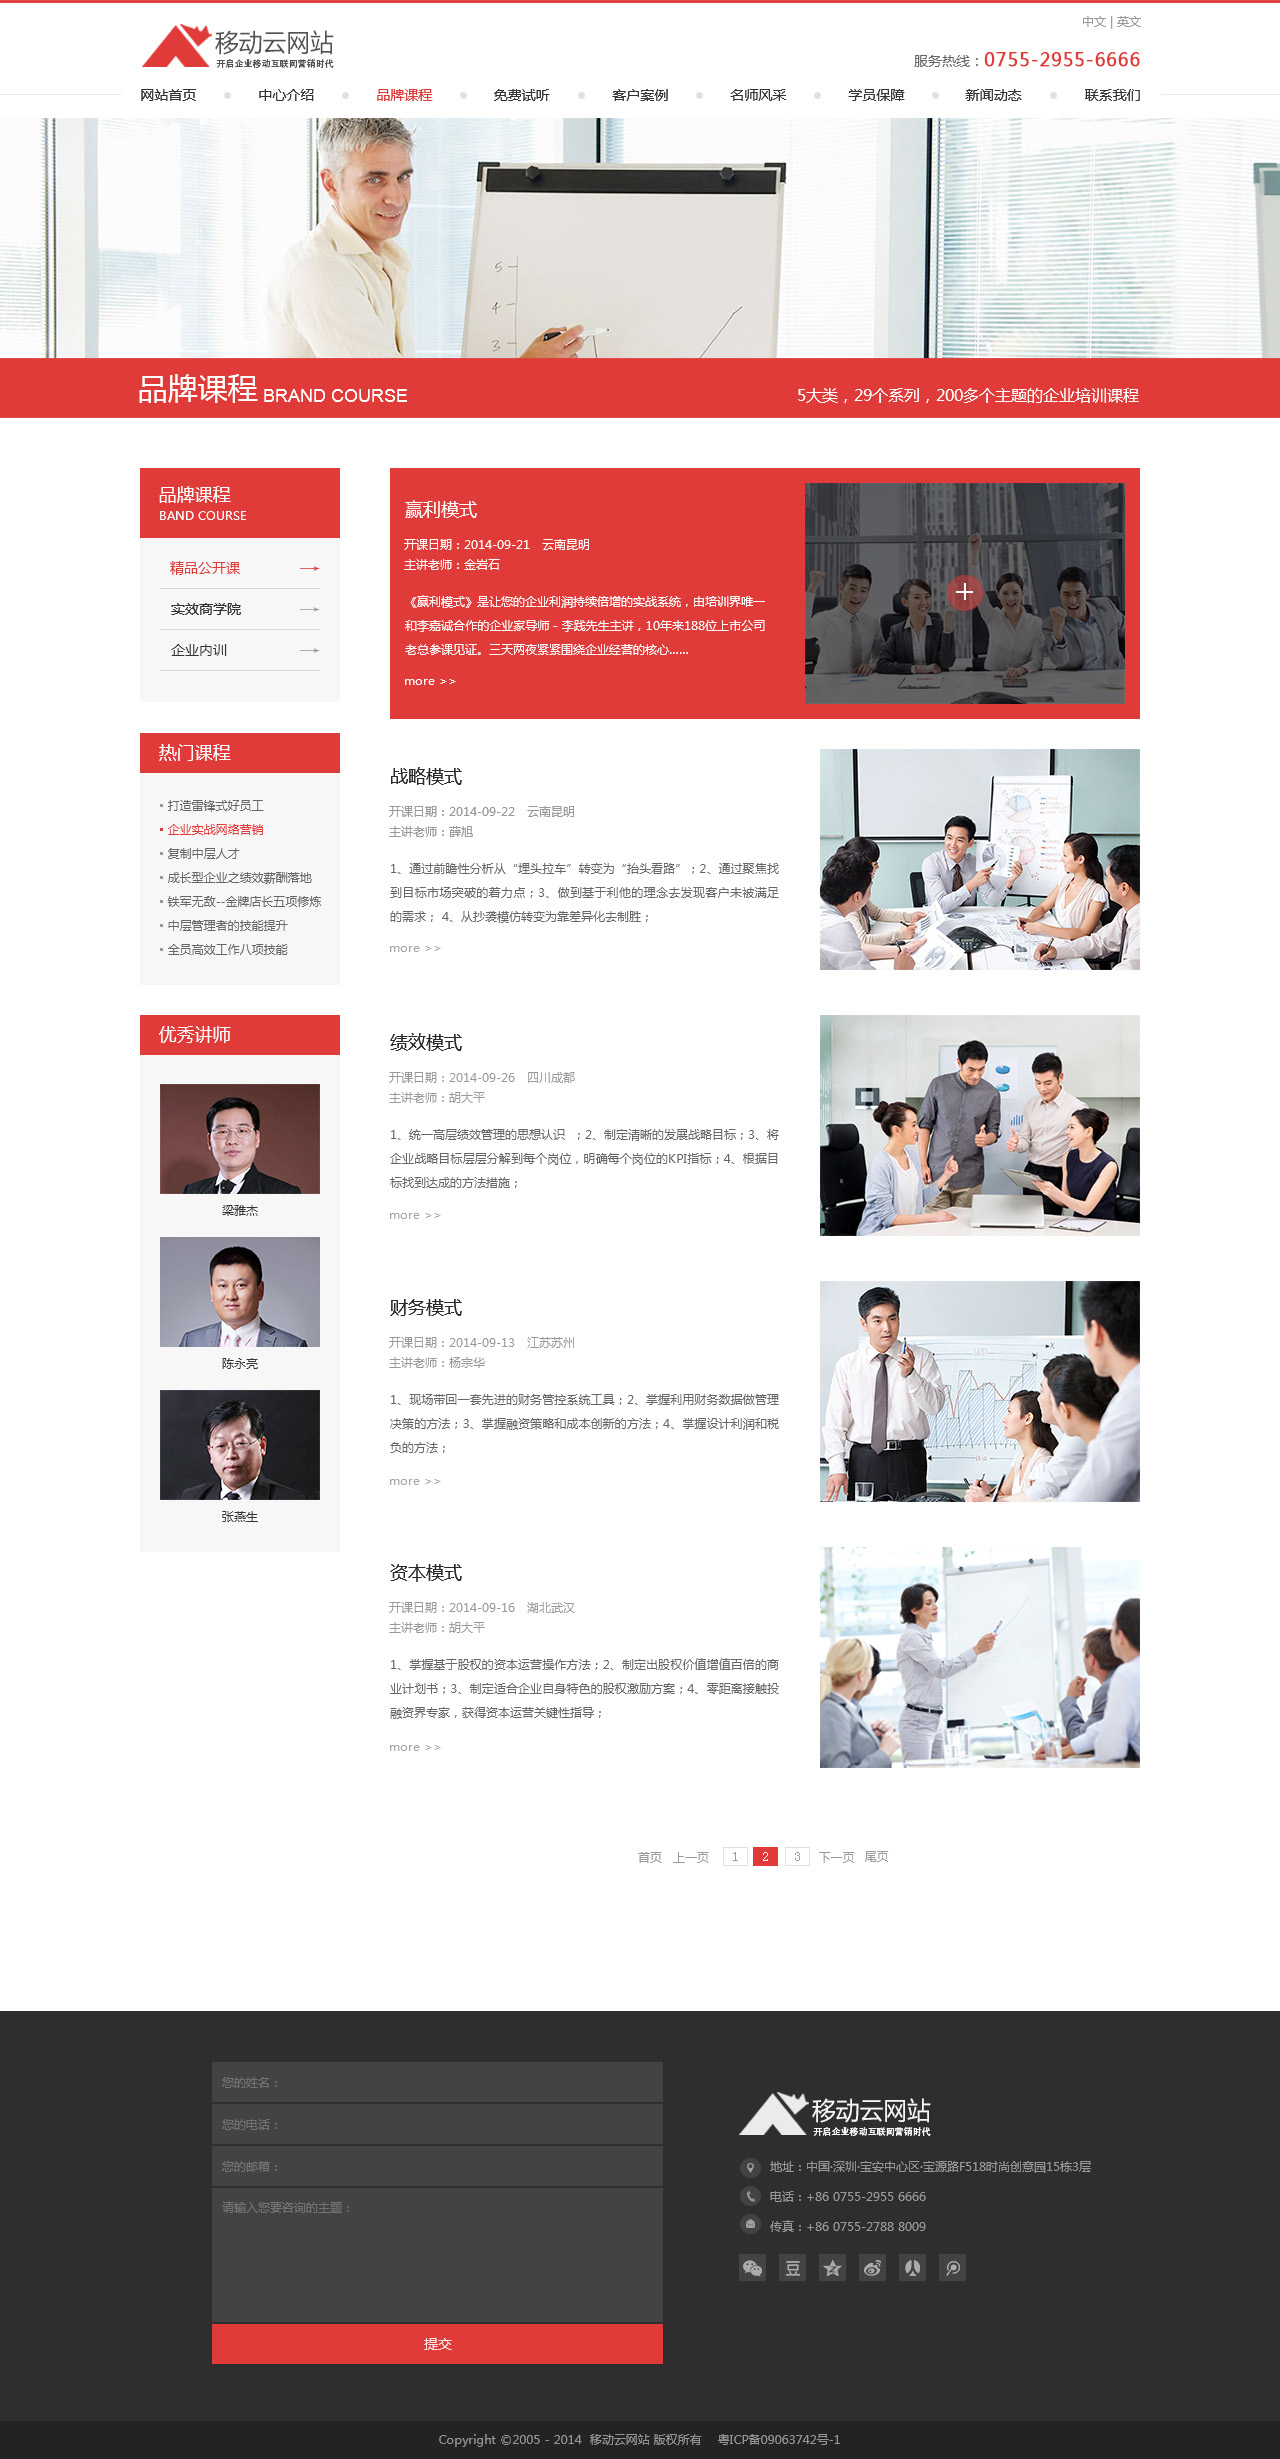 中文 | 英文
移动云网站
开启企业移动互联网营销时代
服务热线：0755-2955-6666
网站首页 中心介绍 品牌课程 免费试听 客户案例 名师风采 学员保障 新闻动态 联系我们
5
4
3
品牌课程 BRAND COURSE
5大类，29个系列，200多个主题的企业培训课程
品牌课程
BAND COURSE
精品公开课
实效商学院
企业内训
热门课程
打造雷锋式好员工
企业实战网络营销
复制中层人才
成长型企业之绩效薪酬落地
铁军无敌--金牌店长五项修炼
中层管理者的技能提升
全员高效工作八项技能
优秀讲师
梁雅杰
陈永亮
张燕生
赢利模式
开课日期：2014-09-21 云南昆明
主讲老师：金岩石
《赢利模式》是让您的企业利润持续倍增的实战系统，由培训界唯一
和李嘉诚合作的企业家导师－李践先生主讲，10年来188位上市公司
老总参课见证。三天两夜紧紧围绕企业经营的核心……
more >>
战略模式
开课日期：2014-09-22 云南昆明
主讲老师：薛旭
1、通过前瞻性分析从“埋头拉车”转变为“抬头看路”；2、通过聚焦找
到目标市场突破的着力点；3、做到基于利他的理念去发现客户未被满足
的需求； 4、从抄袭模仿转变为靠差异化去制胜；
more >>
绩效模式
开课日期：2014-09-26 四川成都
主讲老师：胡大平
1、统一高层绩效管理的思想认识 ；2、制定清晰的发展战略目标；3、将
企业战略目标层层分解到每个岗位，明确每个岗位的KPI指标；4、根据目
标找到达成的方法措施；
more >>
财务模式
开课日期：2014-09-13 江苏苏州
主讲老师：杨宗华
1、现场带回一套先进的财务管控系统工具；2、掌握利用财务数据做管理
决策的方法；3、掌握融资策略和成本创新的方法；4、掌握设计利润和税
负的方法；
more >>
资本模式
开课日期：2014-09-16 湖北武汉
主讲老师：胡大平
1、掌握基于股权的资本运营操作方法；2、制定出股权价值增值百倍的商
业计划书；3、制定适合企业自身特色的股权激励方案；4、零距离接触投
融资界专家，获得资本运营关键性指导；
more >>
首页 上一页 1 2 3 下一页 尾页
您的姓名：
您的电话：
您的邮箱：
请输入您要咨询的主题：
提交
移动云网站
开启企业移动互联网营销时代
地址：中国·深圳·宝安中心区·宝源路F518时尚创意园15栋3层
电话：+86 0755-2955 6666
传真：+86 0755-2788 8009
豆
Copyright ©2005 - 2014 移动云网站 版权所有 粤ICP备09063742号-1